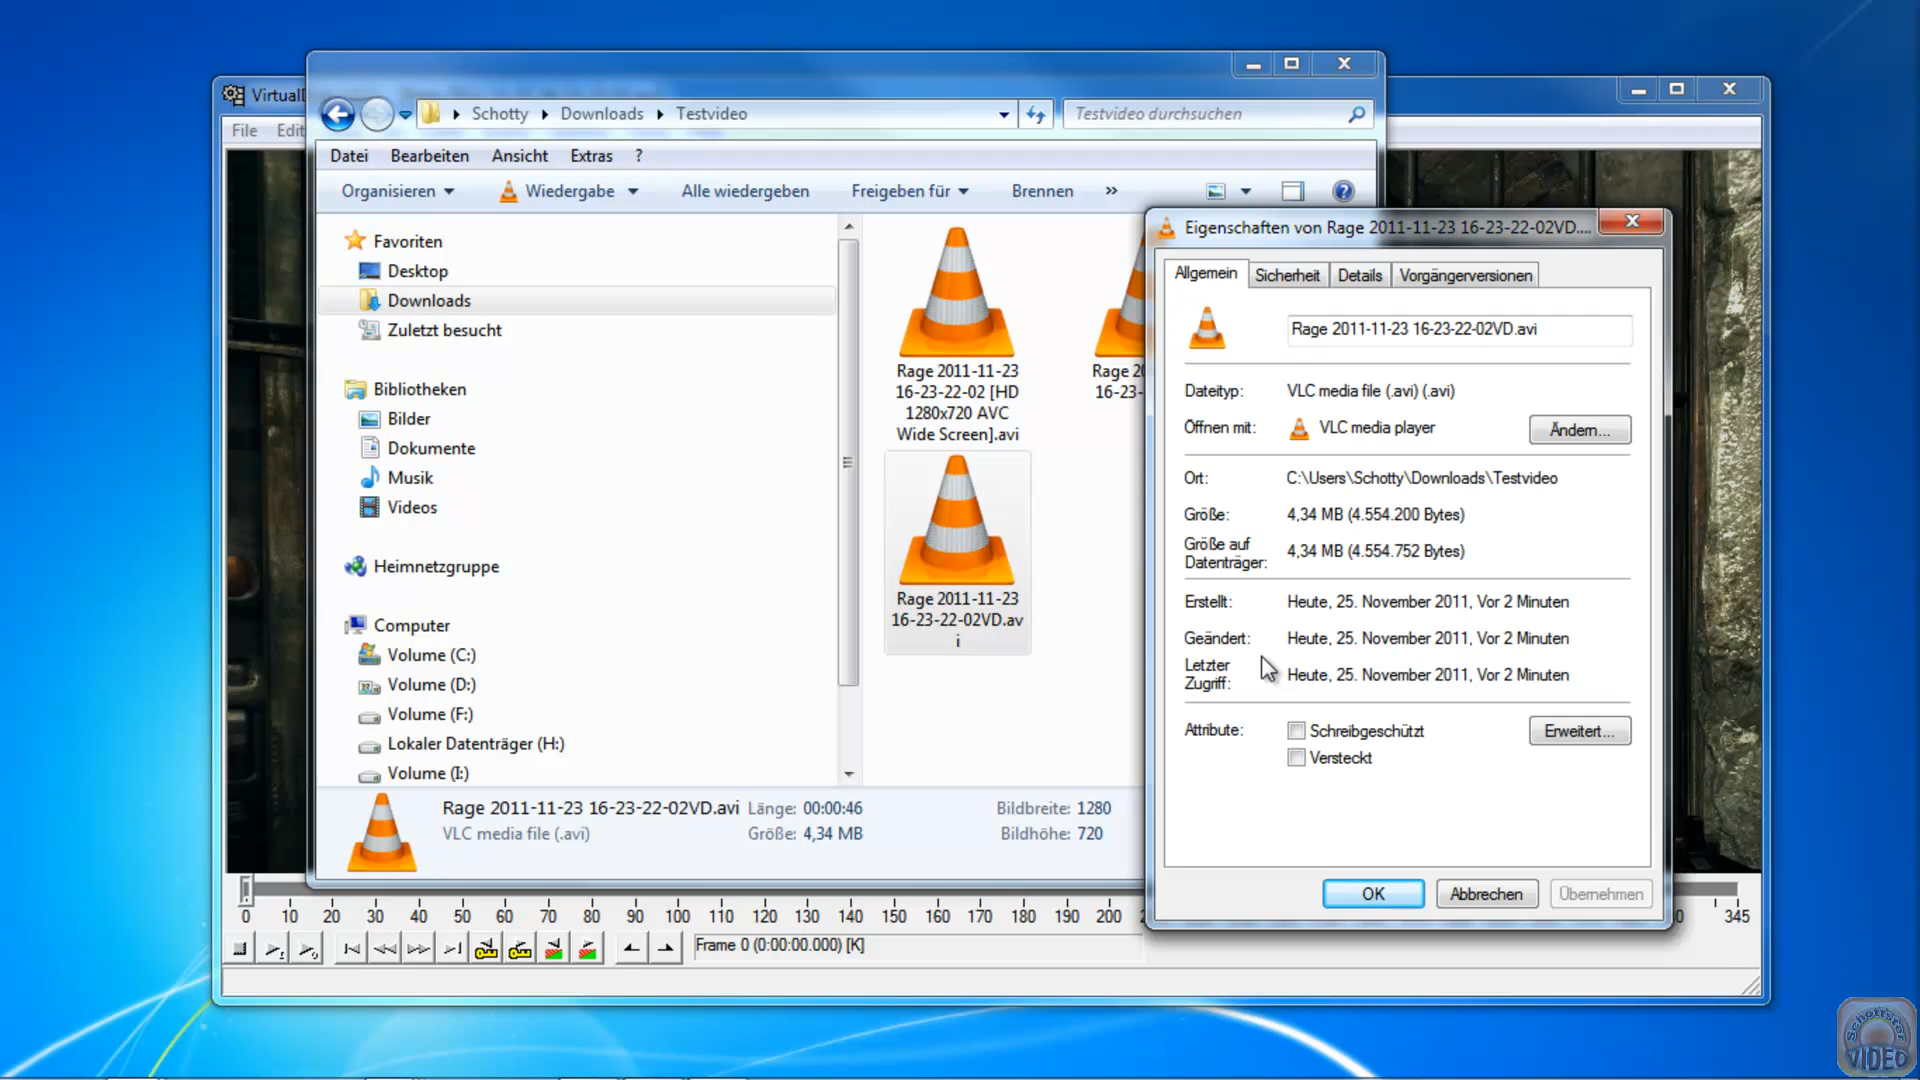 VirtualD
File Edit
Schotty Downloads Testvideo
Testvideo durchsuchen
Datei Bearbeiten Ansicht Extras ?
Organisieren Wiedergabe Alle wiedergeben Freigeben für Brennen »
Favoriten
Desktop
Downloads
Zuletzt besucht
Bibliotheken
Bilder
Dokumente
Musik
Videos
Heimnetzgruppe
Computer
Volume (C:)
Volume (D:)
Volume (F:)
Lokaler Datenträger (H:)
Volume (I:)
Rage 2011-11-23
16-23-22-02 [HD
1280x720 AVC
Wide Screen].avi
Rage 20
16-23-
Rage 2011-11-23
16-23-22-02VD.av
i
Rage 2011-11-23 16-23-22-02VD.avi Länge: 00:00:46 Bildbreite: 1280
VLC media file (.avi) Größe: 4,34 MB Bildhöhe: 720
Eigenschaften von Rage 2011-11-23 16-23-22-02VD....
Allgemein Sicherheit Details Vorgängerversionen
Rage 2011-11-23 16-23-22-02VD.avi
Dateityp: VLC media file (.avi) (.avi)
Öffnen mit: VLC media player Ändern...
Ort: C:\Users\Schotty\Downloads\Testvideo
Größe: 4,34 MB (4.554.200 Bytes)
Größe auf
Datenträger: 4,34 MB (4.554.752 Bytes)
Erstellt: Heute, 25. November 2011, Vor 2 Minuten
Geändert: Heute, 25. November 2011, Vor 2 Minuten
Letzter
Zugriff: Heute, 25. November 2011, Vor 2 Minuten
Attribute: Schreibgeschützt Erweitert...
Versteckt
OK Abbrechen Übernehmen
0 10 20 30 40 50 60 70 80 90 100 110 120 130 140 150 160 170 180 190 200 345
Frame 0 (0:00:00.000) [K]
Schottstar
VIDEO